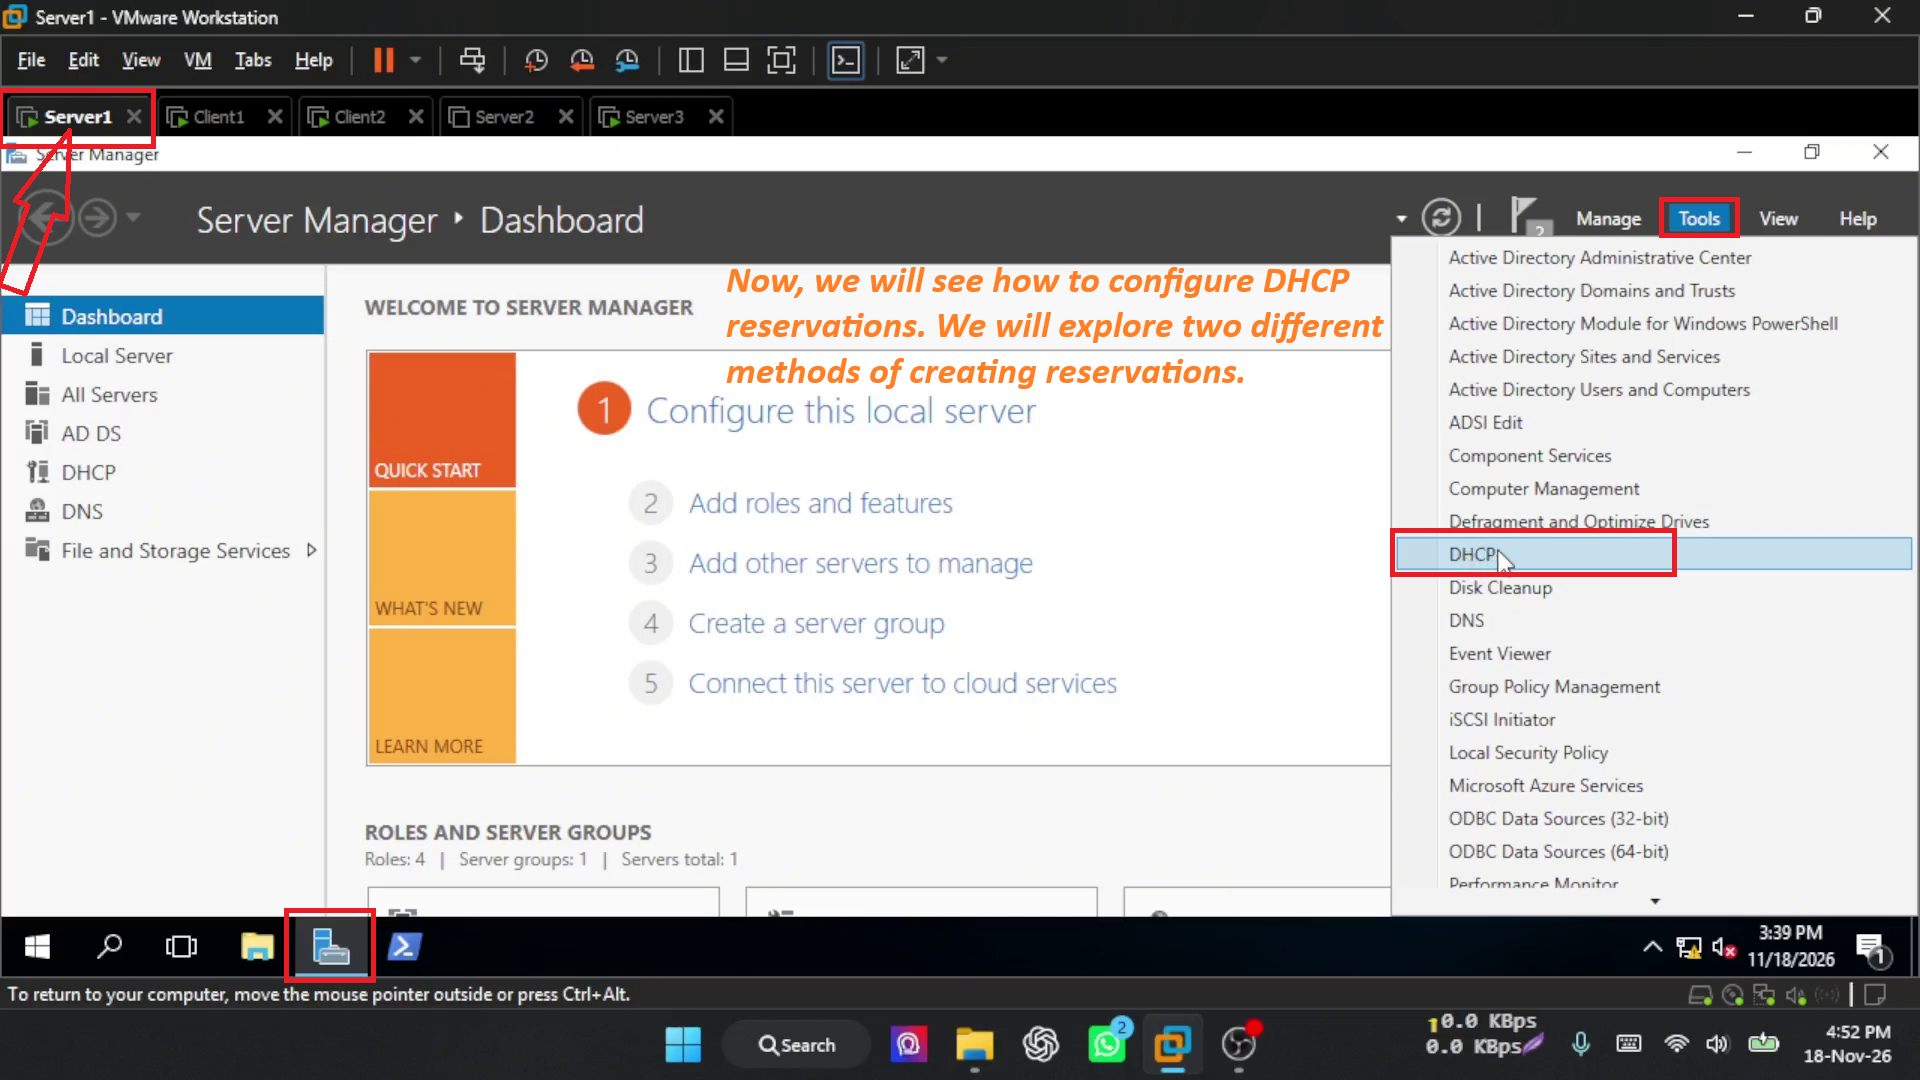 Server1 - VMware Workstation
File Edit View VM Tabs Help
Server1 Client1 Client2 Server2 Server3
Server Manager
Server Manager Dashboard
2 Manage Tools View Help
Now, we will see how to configure DHCP
reservations. We will explore two different
methods of creating reservations.
Dashboard
Local Server
All Servers
AD DS
DHCP
DNS
File and Storage Services
WELCOME TO SERVER MANAGER
QUICK START
WHAT'S NEW
LEARN MORE
1 Configure this local server
2 Add roles and features
3 Add other servers to manage
4 Create a server group
5 Connect this server to cloud services
ROLES AND SERVER GROUPS
Roles: 4 | Server groups: 1 | Servers total: 1
Active Directory Administrative Center
Active Directory Domains and Trusts
Active Directory Module for Windows PowerShell
Active Directory Sites and Services
Active Directory Users and Computers
ADSI Edit
Component Services
Computer Management
Defragment and Optimize Drives
DHCP
Disk Cleanup
DNS
Event Viewer
Group Policy Management
iSCSI Initiator
Local Security Policy
Microsoft Azure Services
ODBC Data Sources (32-bit)
ODBC Data Sources (64-bit)
Performance Monitor
3:39 PM
11/18/2026
1
To return to your computer, move the mouse pointer outside or press Ctrl+Alt.
Search
2
0.0 KBps
0.0 KBps
4:52 PM
18-Nov-26